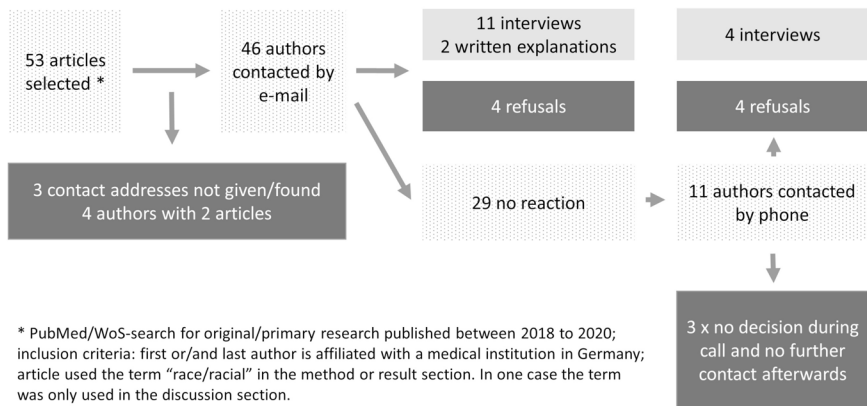 53 articles
selected *
46 authors
contacted by
e-mail
11 interviews
2 written explanations
4 interviews
4 refusals
4 refusals
3 contact addresses not given/found
4 authors with 2 articles
29 no reaction
11 authors contacted
by phone
3 x no decision during
call and no further
contact afterwards
* PubMed/WoS-search for original/primary research published between 2018 to 2020;
inclusion criteria: first or/and last author is affiliated with a medical institution in Germany;
article used the term “race/racial” in the method or result section. In one case the term
was only used in the discussion section.